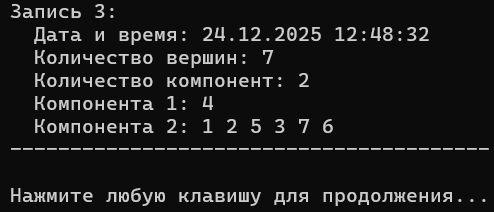 Запись 3:
Дата и время: 24.12.2025 12:48:32
Количество вершин: 7
Количество компонент: 2
Компонента 1: 4
Компонента 2: 1 2 5 3 7 6
----------------------------------------
Нажмите любую клавишу для продолжения...